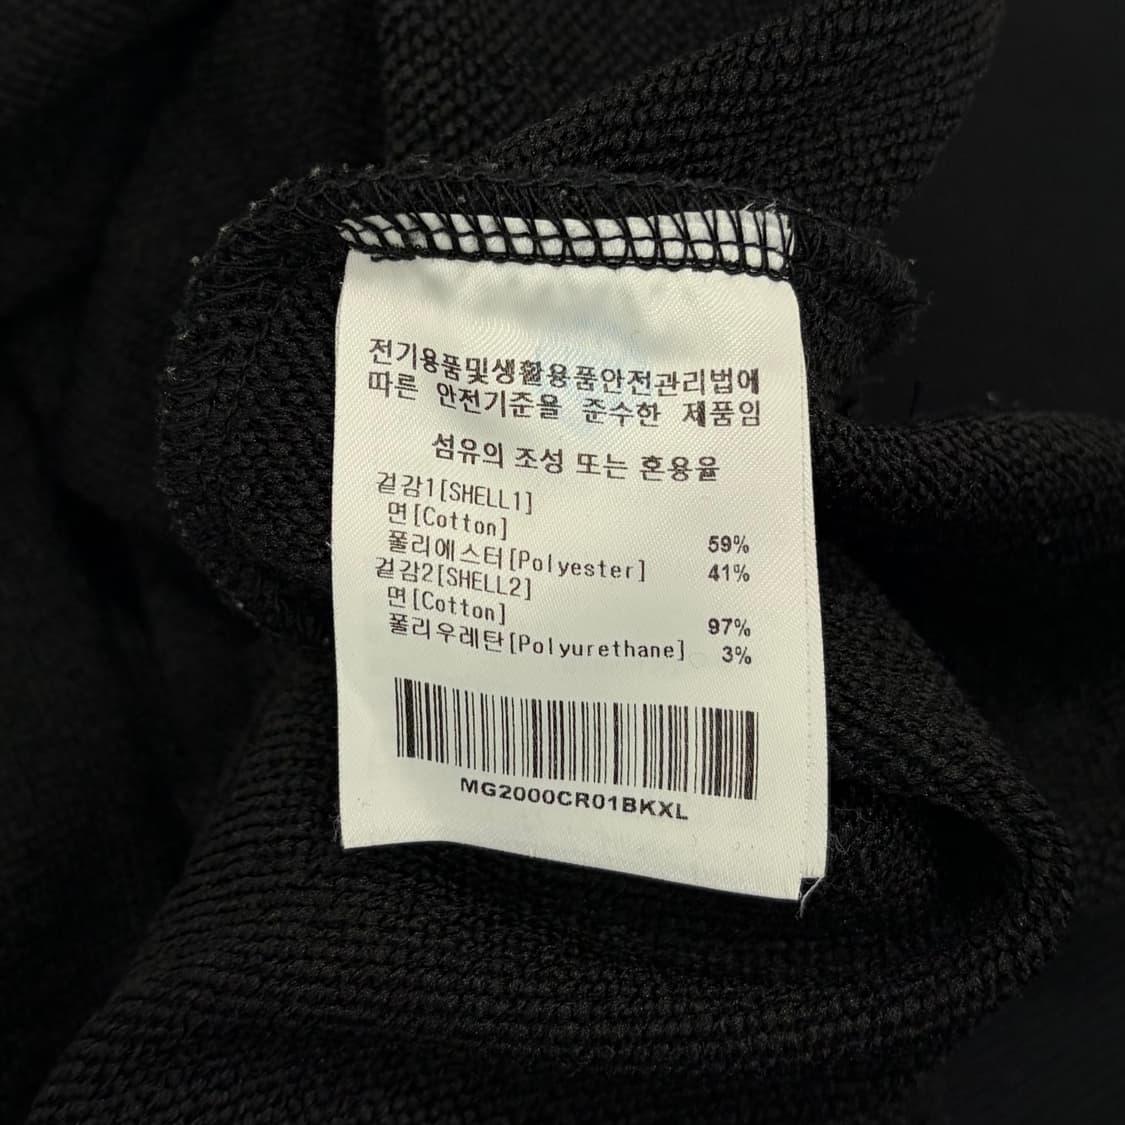 전기용품및생활용품안전관리법에
따른 안전기준을 준수한 제품임
섬유의 조성 또는 혼용율
겉감1[SHELL1]
면[Cotton] 59%
폴리에스터[Polyester] 41%
겉감2[SHELL2]
면[Cotton] 97%
폴리우레탄[Polyurethane] 3%
MG2000CR01BKXL